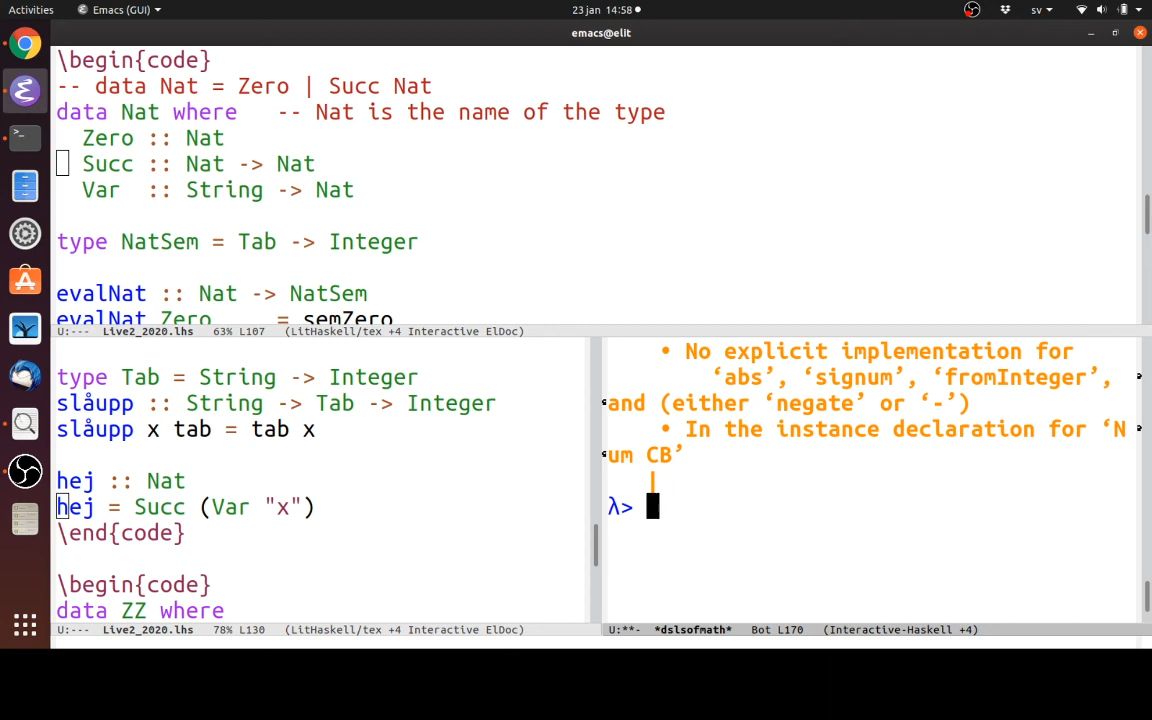 Activities Emacs (GUI) 23 jan 14:58 sv
emacs@elit
\begin{code}
-- data Nat = Zero | Succ Nat
data Nat where -- Nat is the name of the type
Zero :: Nat
Succ :: Nat -> Nat
Var :: String -> Nat
type NatSem = Tab -> Integer
evalNat :: Nat -> NatSem
evalNat Zero = semZero
U:--- Live2_2020.lhs 63% L107 (LitHaskell/tex +4 Interactive ElDoc)
type Tab = String -> Integer
slåupp :: String -> Tab -> Integer
slåupp x tab = tab x
hej :: Nat
hej = Succ (Var "x")
\end{code}
\begin{code}
data ZZ where
U:--- Live2_2020.lhs 78% L130 (LitHaskell/tex +4 Interactive ElDoc)
• No explicit implementation for
‘abs’, ‘signum’, ‘fromInteger’,
and (either ‘negate’ or ‘-’)
• In the instance declaration for ‘N
um CB’
|
λ>
U:**- *dslsofmath* Bot L170 (Interactive-Haskell +4)